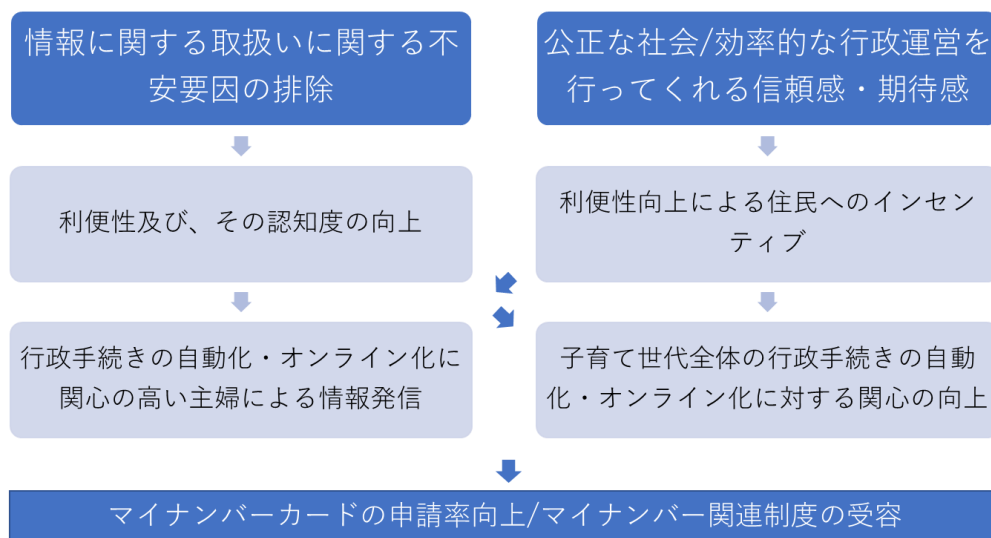 情報に関する取扱いに関する不
安要因の排除
公正な社会/効率的な行政運営を
行ってくれる信頼感・期待感
利便性及び、その認知度の向上
利便性向上による住民へのインセン
ティブ
行政手続きの自動化・オンライン化に
関心の高い主婦による情報発信
子育て世代全体の行政手続きの自動
化・オンライン化に対する関心の向上
マイナンバーカードの申請率向上/マイナンバー関連制度の受容